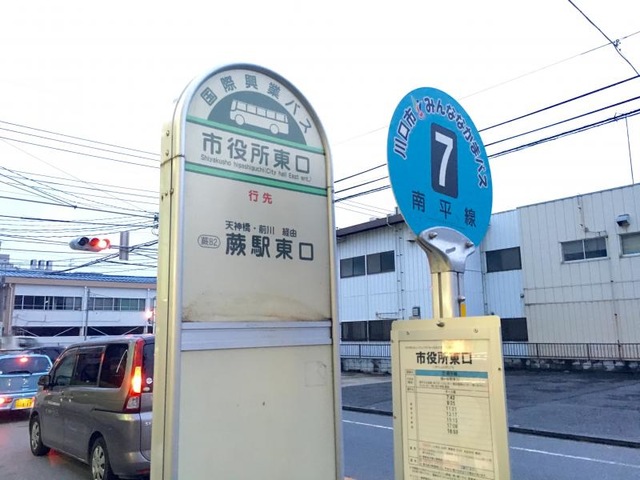 国際興業バス
市役所東口
Shiyakusho higashiguchi(City hall East ent.)
行先
天神橋・前川 経由
蕨82
蕨駅東口
川口市みんななかまバス
7
南平線
市役所東口